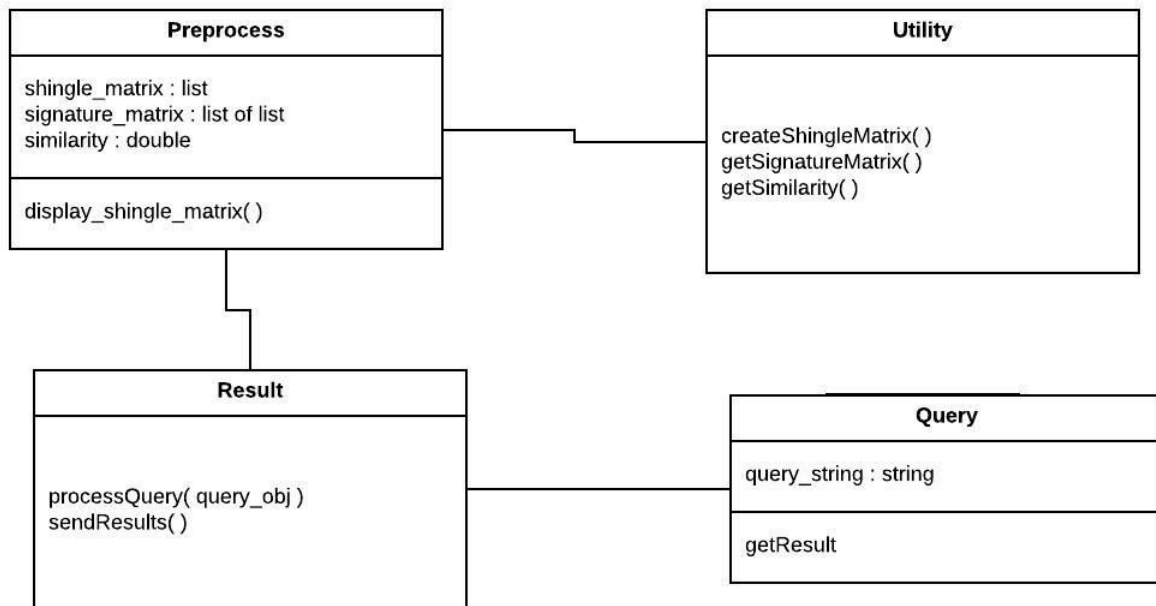 Preprocess
shingle_matrix : list
signature_matrix : list of list
similarity : double
display_shingle_matrix( )
Utility
createShingleMatrix( )
getSignatureMatrix( )
getSimilarity( )
Result
processQuery( query_obj )
sendResults( )
Query
query_string : string
getResult